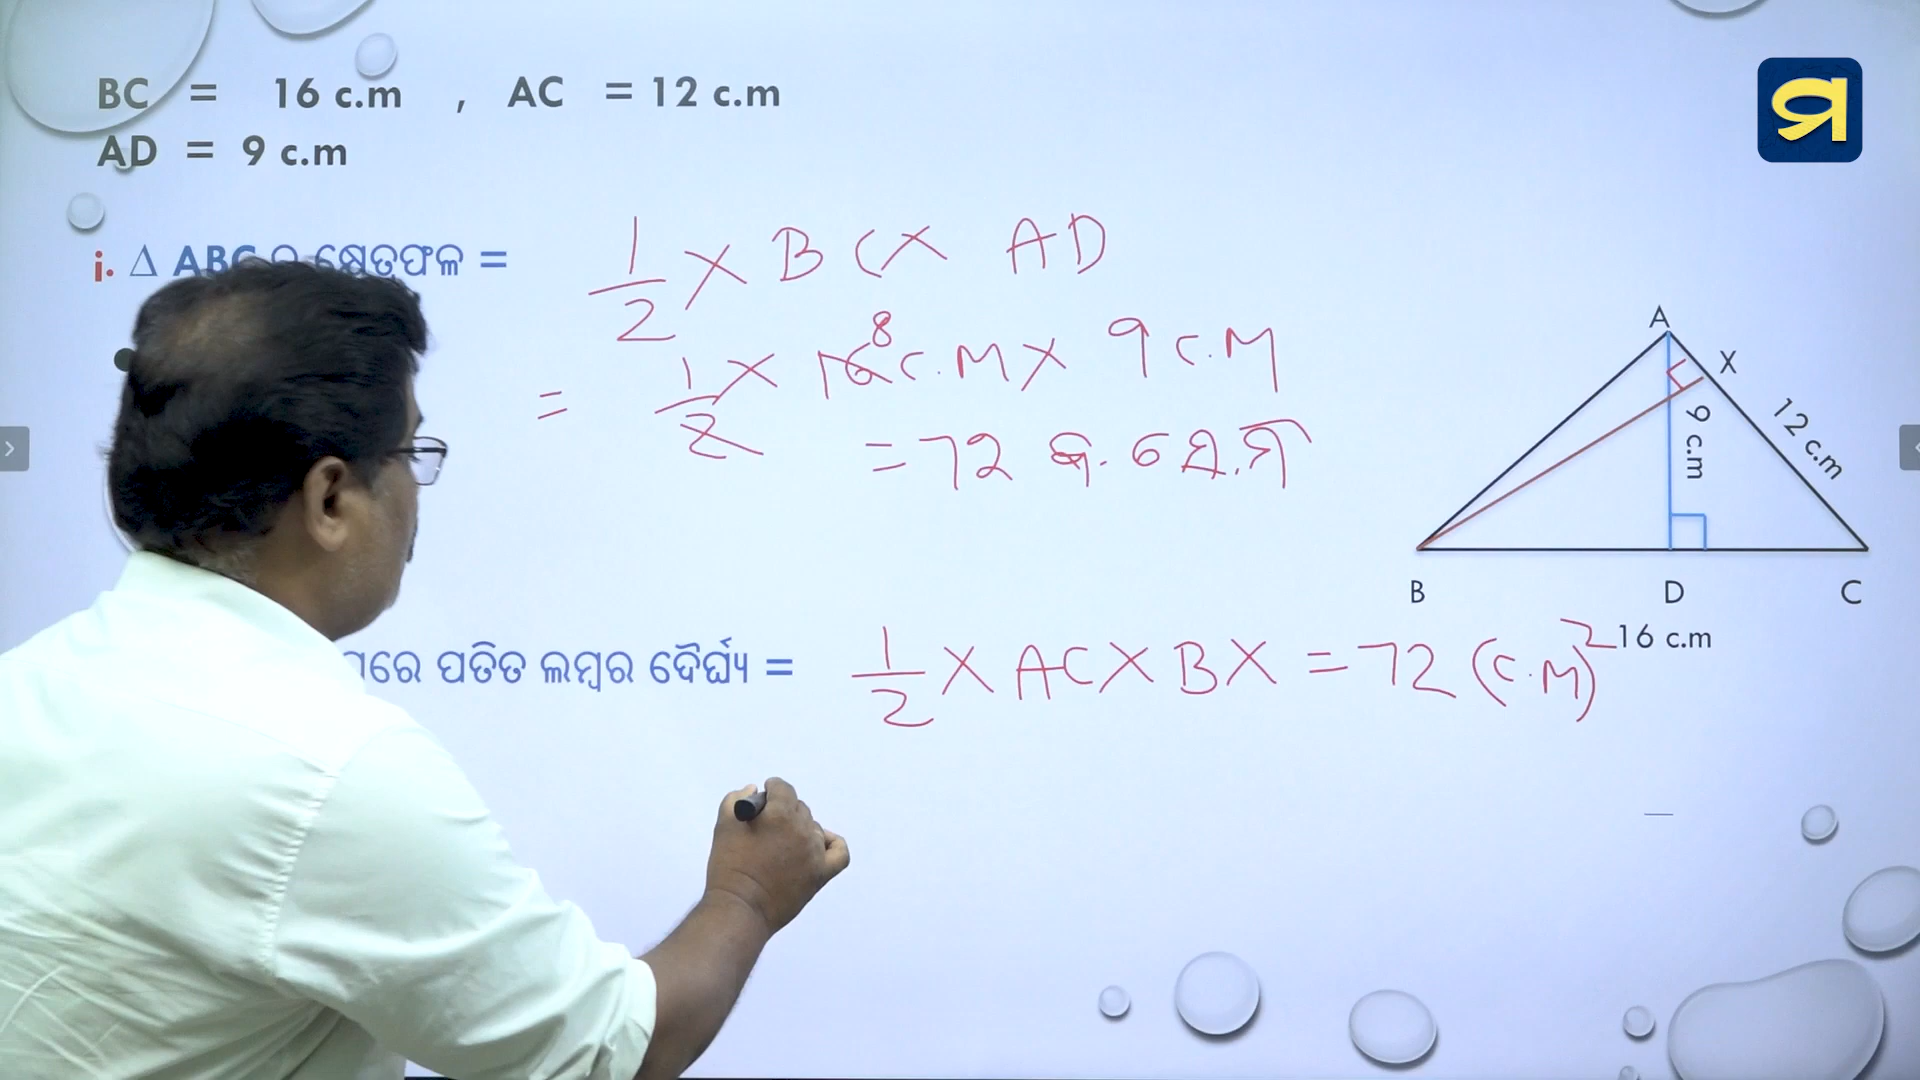 BC = 16 c.m , AC = 12 c.m
AD = 9 c.m
i. Δ ABC ର କ୍ଷେତ୍ରଫଳ =
1/2 X BC X AD
= 1/2 X 16 8 C.M X 9 C.M
= 72 ବ. ସେ.ମି
ପତିତ ଲମ୍ବର ଦୈର୍ଘ୍ୟ = 1/2 X AC X BX = 72 (C.M)²
A
X
9 c.m
12 c.m
B D C
16 c.m
ସ